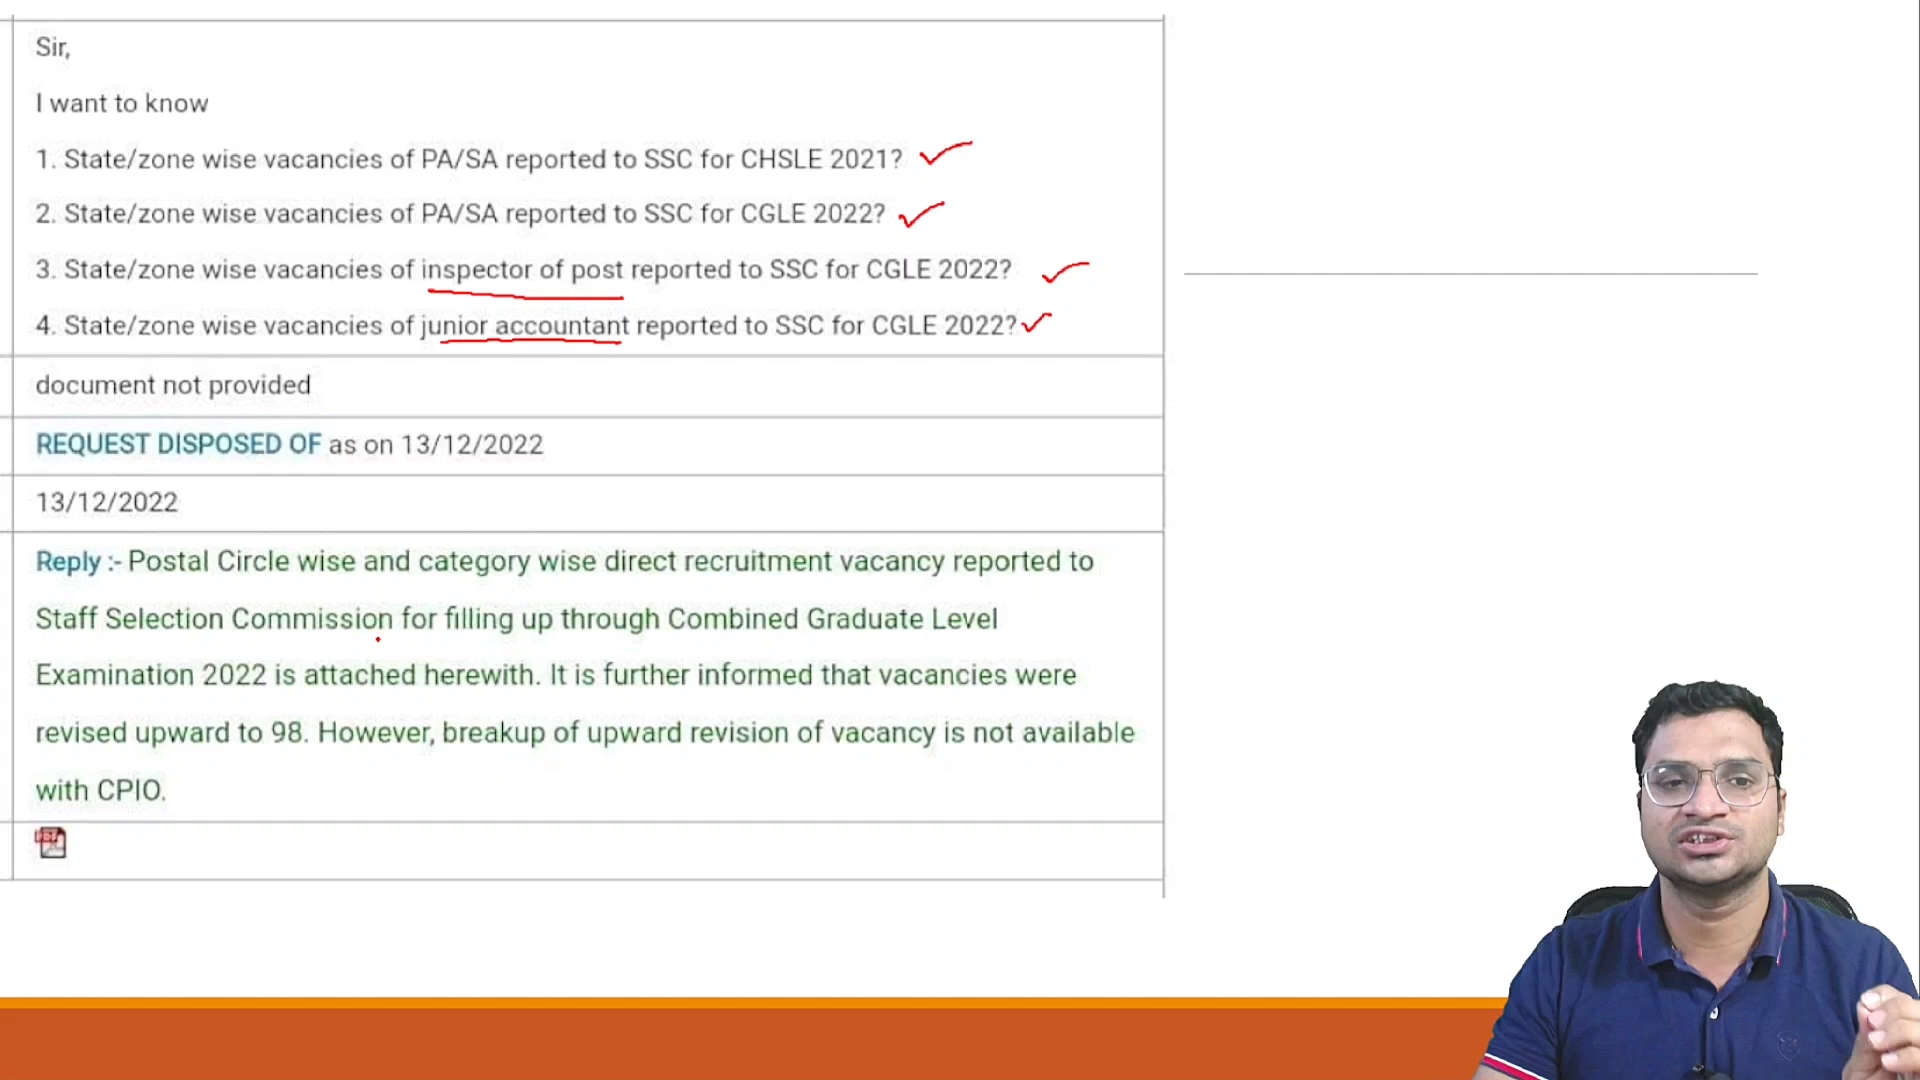 Sir,
I want to know
1. State/zone wise vacancies of PA/SA reported to SSC for CHSLE 2021?
2. State/zone wise vacancies of PA/SA reported to SSC for CGLE 2022?
3. State/zone wise vacancies of inspector of post reported to SSC for CGLE 2022?
4. State/zone wise vacancies of junior accountant reported to SSC for CGLE 2022?
document not provided
REQUEST DISPOSED OF as on 13/12/2022
13/12/2022
Reply :- Postal Circle wise and category wise direct recruitment vacancy reported to
Staff Selection Commission for filling up through Combined Graduate Level
Examination 2022 is attached herewith. It is further informed that vacancies were
revised upward to 98. However, breakup of upward revision of vacancy is not available
with CPIO.
PDF